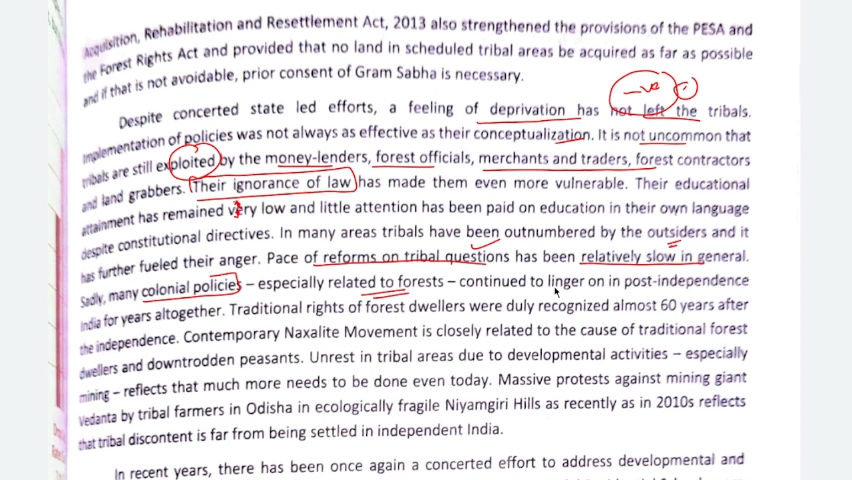 Acquisition, Rehabilitation and Resettlement Act, 2013 also strengthened the provisions of the PESA and
the Forest Rights Act and provided that no land in scheduled tribal areas be acquired as far as possible
and if that is not avoidable, prior consent of Gram Sabha is necessary.
-ve
Despite concerted state led efforts, a feeling of deprivation has not left the tribals.
Implementation of policies was not always as effective as their conceptualization. It is not uncommon that
tribals are still exploited by the money-lenders, forest officials, merchants and traders, forest contractors
and land grabbers. Their ignorance of law has made them even more vulnerable. Their educational
attainment has remained very low and little attention has been paid on education in their own language
despite constitutional directives. In many areas tribals have been outnumbered by the outsiders and it
has further fueled their anger. Pace of reforms on tribal questions has been relatively slow in general.
Sadly, many colonial policies – especially related to forests – continued to linger on in post-independence
India for years altogether. Traditional rights of forest dwellers were duly recognized almost 60 years after
the independence. Contemporary Naxalite Movement is closely related to the cause of traditional forest
dwellers and downtrodden peasants. Unrest in tribal areas due to developmental activities – especially
mining – reflects that much more needs to be done even today. Massive protests against mining giant
Vedanta by tribal farmers in Odisha in ecologically fragile Niyamgiri Hills as recently as in 2010s reflects
that tribal discontent is far from being settled in independent India.
In recent years, there has been once again a concerted effort to address developmental and